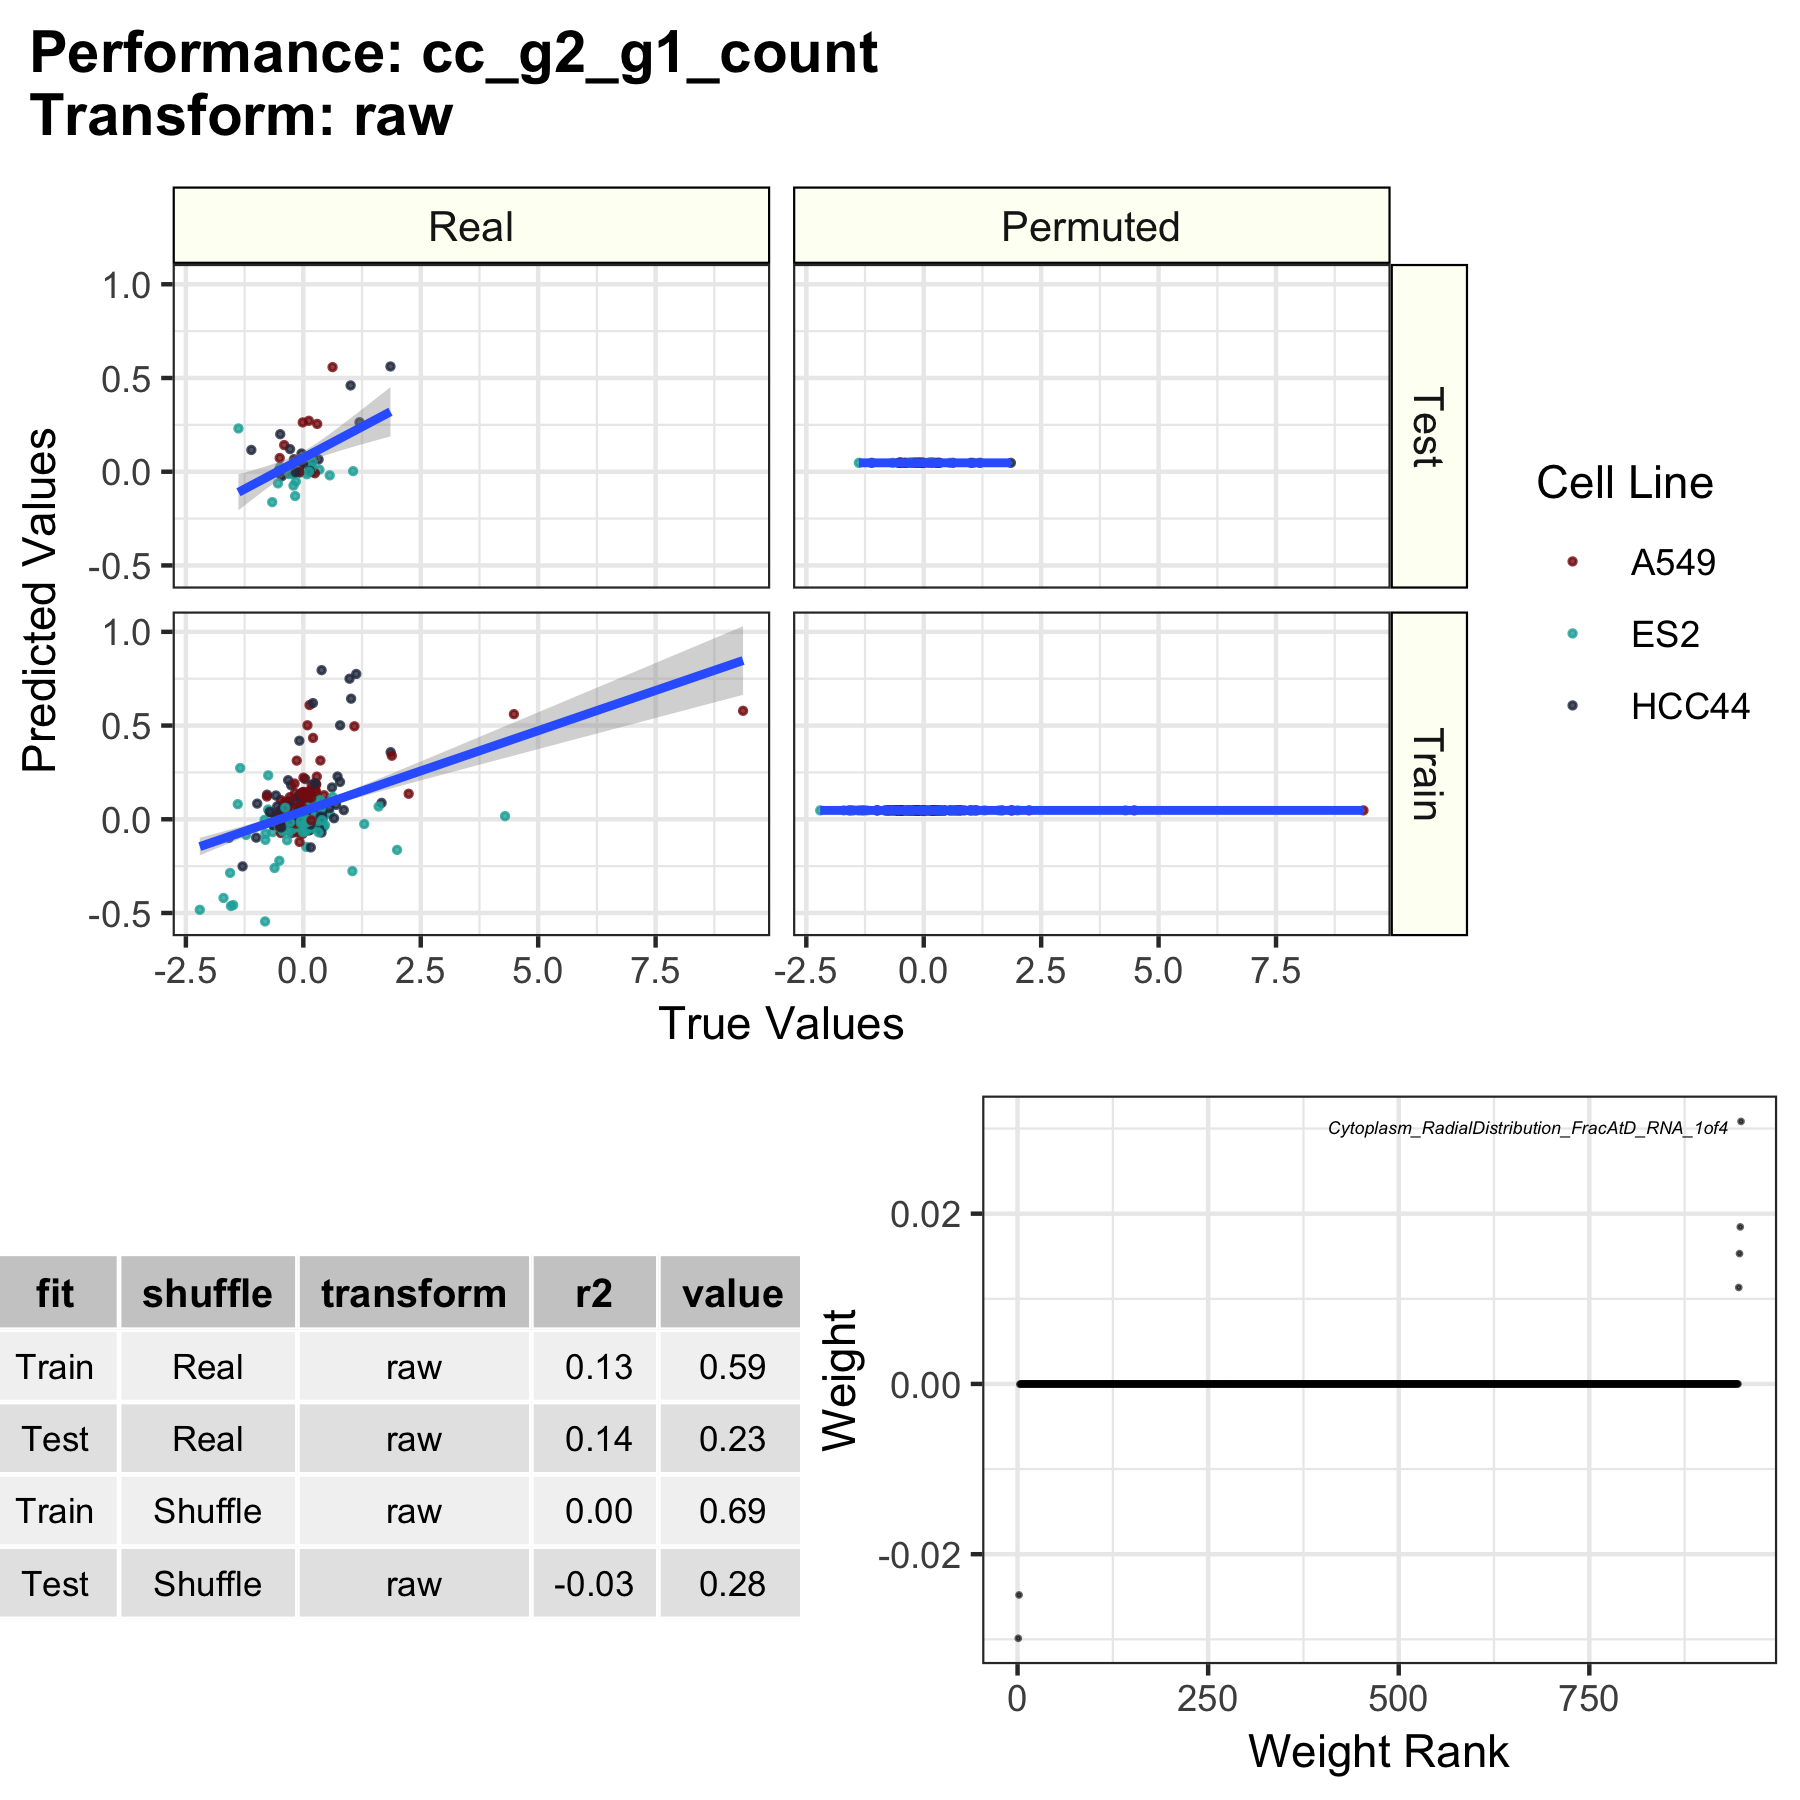 Performance: cc_g2_g1_count
Transform: raw
Real
Permuted
1.0
0.5
0.0
-0.5
Test
1.0
0.5
0.0
-0.5
Train
Predicted Values
-2.5 0.0 2.5 5.0 7.5
-2.5 0.0 2.5 5.0 7.5
True Values
Cell Line
A549
ES2
HCC44
fit shuffle transform r2 value
Train Real raw 0.13 0.59
Test Real raw 0.14 0.23
Train Shuffle raw 0.00 0.69
Test Shuffle raw -0.03 0.28
Cytoplasm_RadialDistribution_FracAtD_RNA_1of4
0.02
0.00
-0.02
Weight
0 250 500 750
Weight Rank